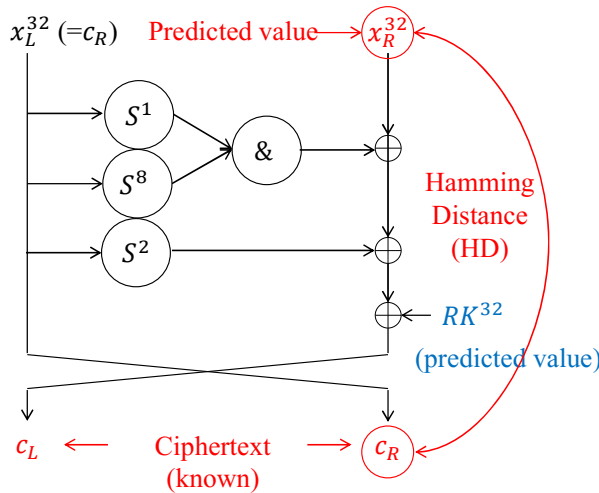 x_L^32 (=c_R)
Predicted value
x_R^32
S^1
&
S^8
Hamming
Distance
(HD)
S^2
RK^32
(predicted value)
c_L
Ciphertext
(known)
c_R